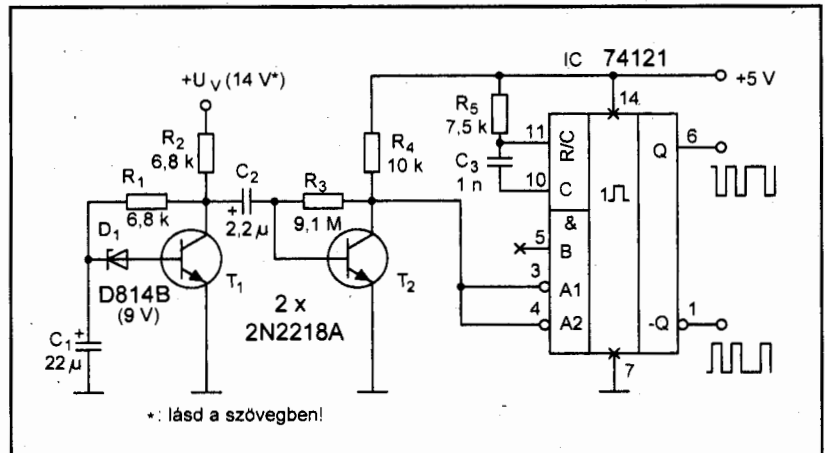 IC 74121
+U_V (14 V*)
+5 V
R₂
6,8 k
R₄
10 k
R₅
7,5 k
C₃
1 n
14
11
R/C
10
C
1
Q
6
&
5
B
3
A1
4
A2
-Q
1
7
R₁
6,8 k
C₂
+
2,2 µ
R₃
9,1 M
D₁
D814B
(9 V)
T₁
T₂
2 x
2N2218A
C₁
+
22 µ
*: lásd a szövegben!